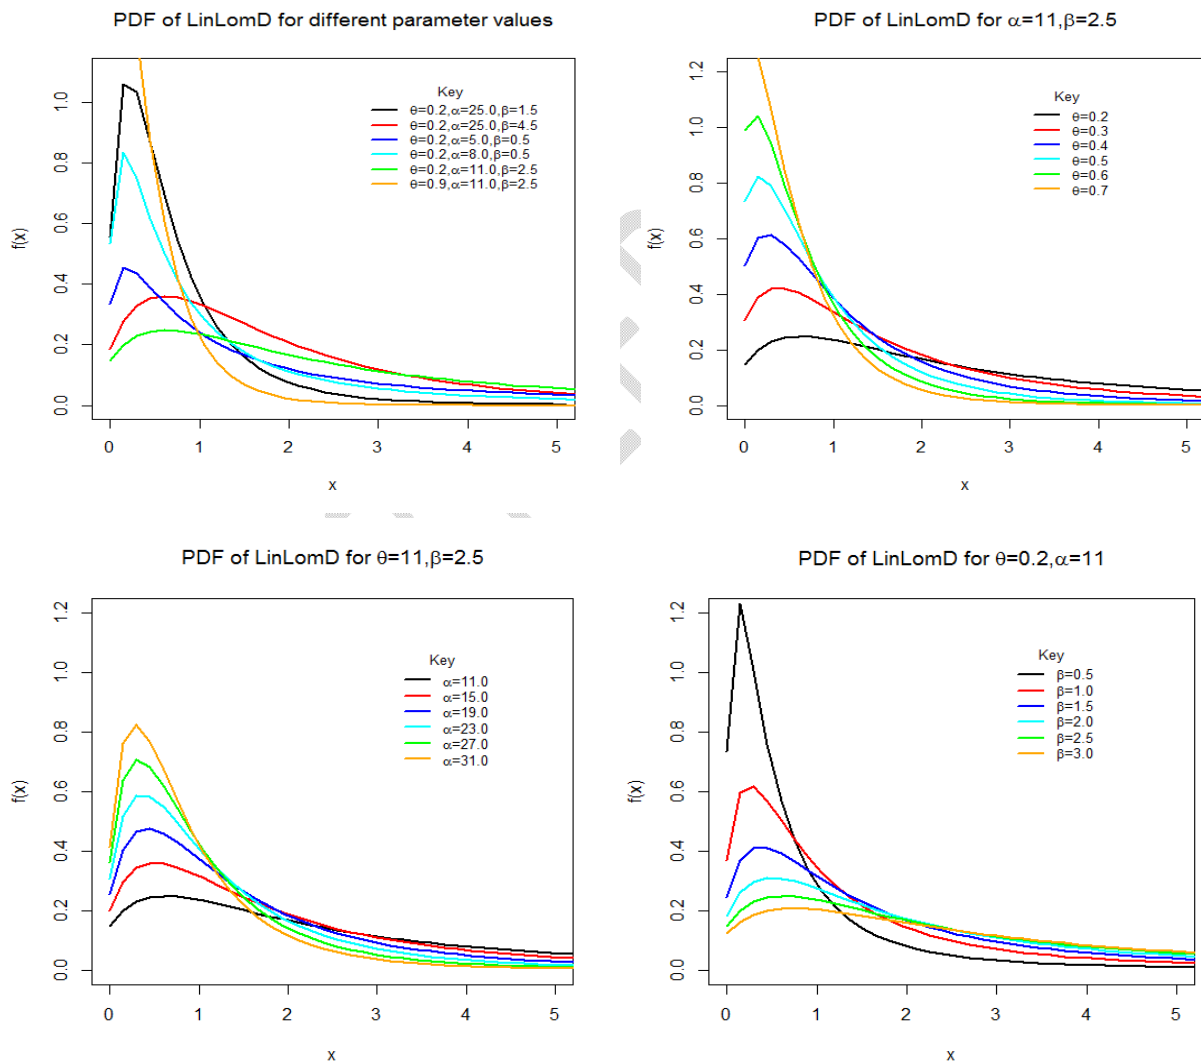 PDF of LinLomD for different parameter values
Key
θ=0.2,α=25.0,β=1.5
θ=0.2,α=25.0,β=4.5
θ=0.2,α=5.0,β=0.5
θ=0.2,α=8.0,β=0.5
θ=0.2,α=11.0,β=2.5
θ=0.9,α=11.0,β=2.5
f(x)
1.0
0.8
0.6
0.4
0.2
0.0
0 1 2 3 4 5
x
PDF of LinLomD for α=11,β=2.5
Key
θ=0.2
θ=0.3
θ=0.4
θ=0.5
θ=0.6
θ=0.7
f(x)
1.2
1.0
0.8
0.6
0.4
0.2
0.0
0 1 2 3 4 5
x
PDF of LinLomD for θ=11,β=2.5
Key
α=11.0
α=15.0
α=19.0
α=23.0
α=27.0
α=31.0
f(x)
1.2
1.0
0.8
0.6
0.4
0.2
0.0
0 1 2 3 4 5
x
PDF of LinLomD for θ=0.2,α=11
Key
β=0.5
β=1.0
β=1.5
β=2.0
β=2.5
β=3.0
f(x)
1.2
1.0
0.8
0.6
0.4
0.2
0.0
0 1 2 3 4 5
x